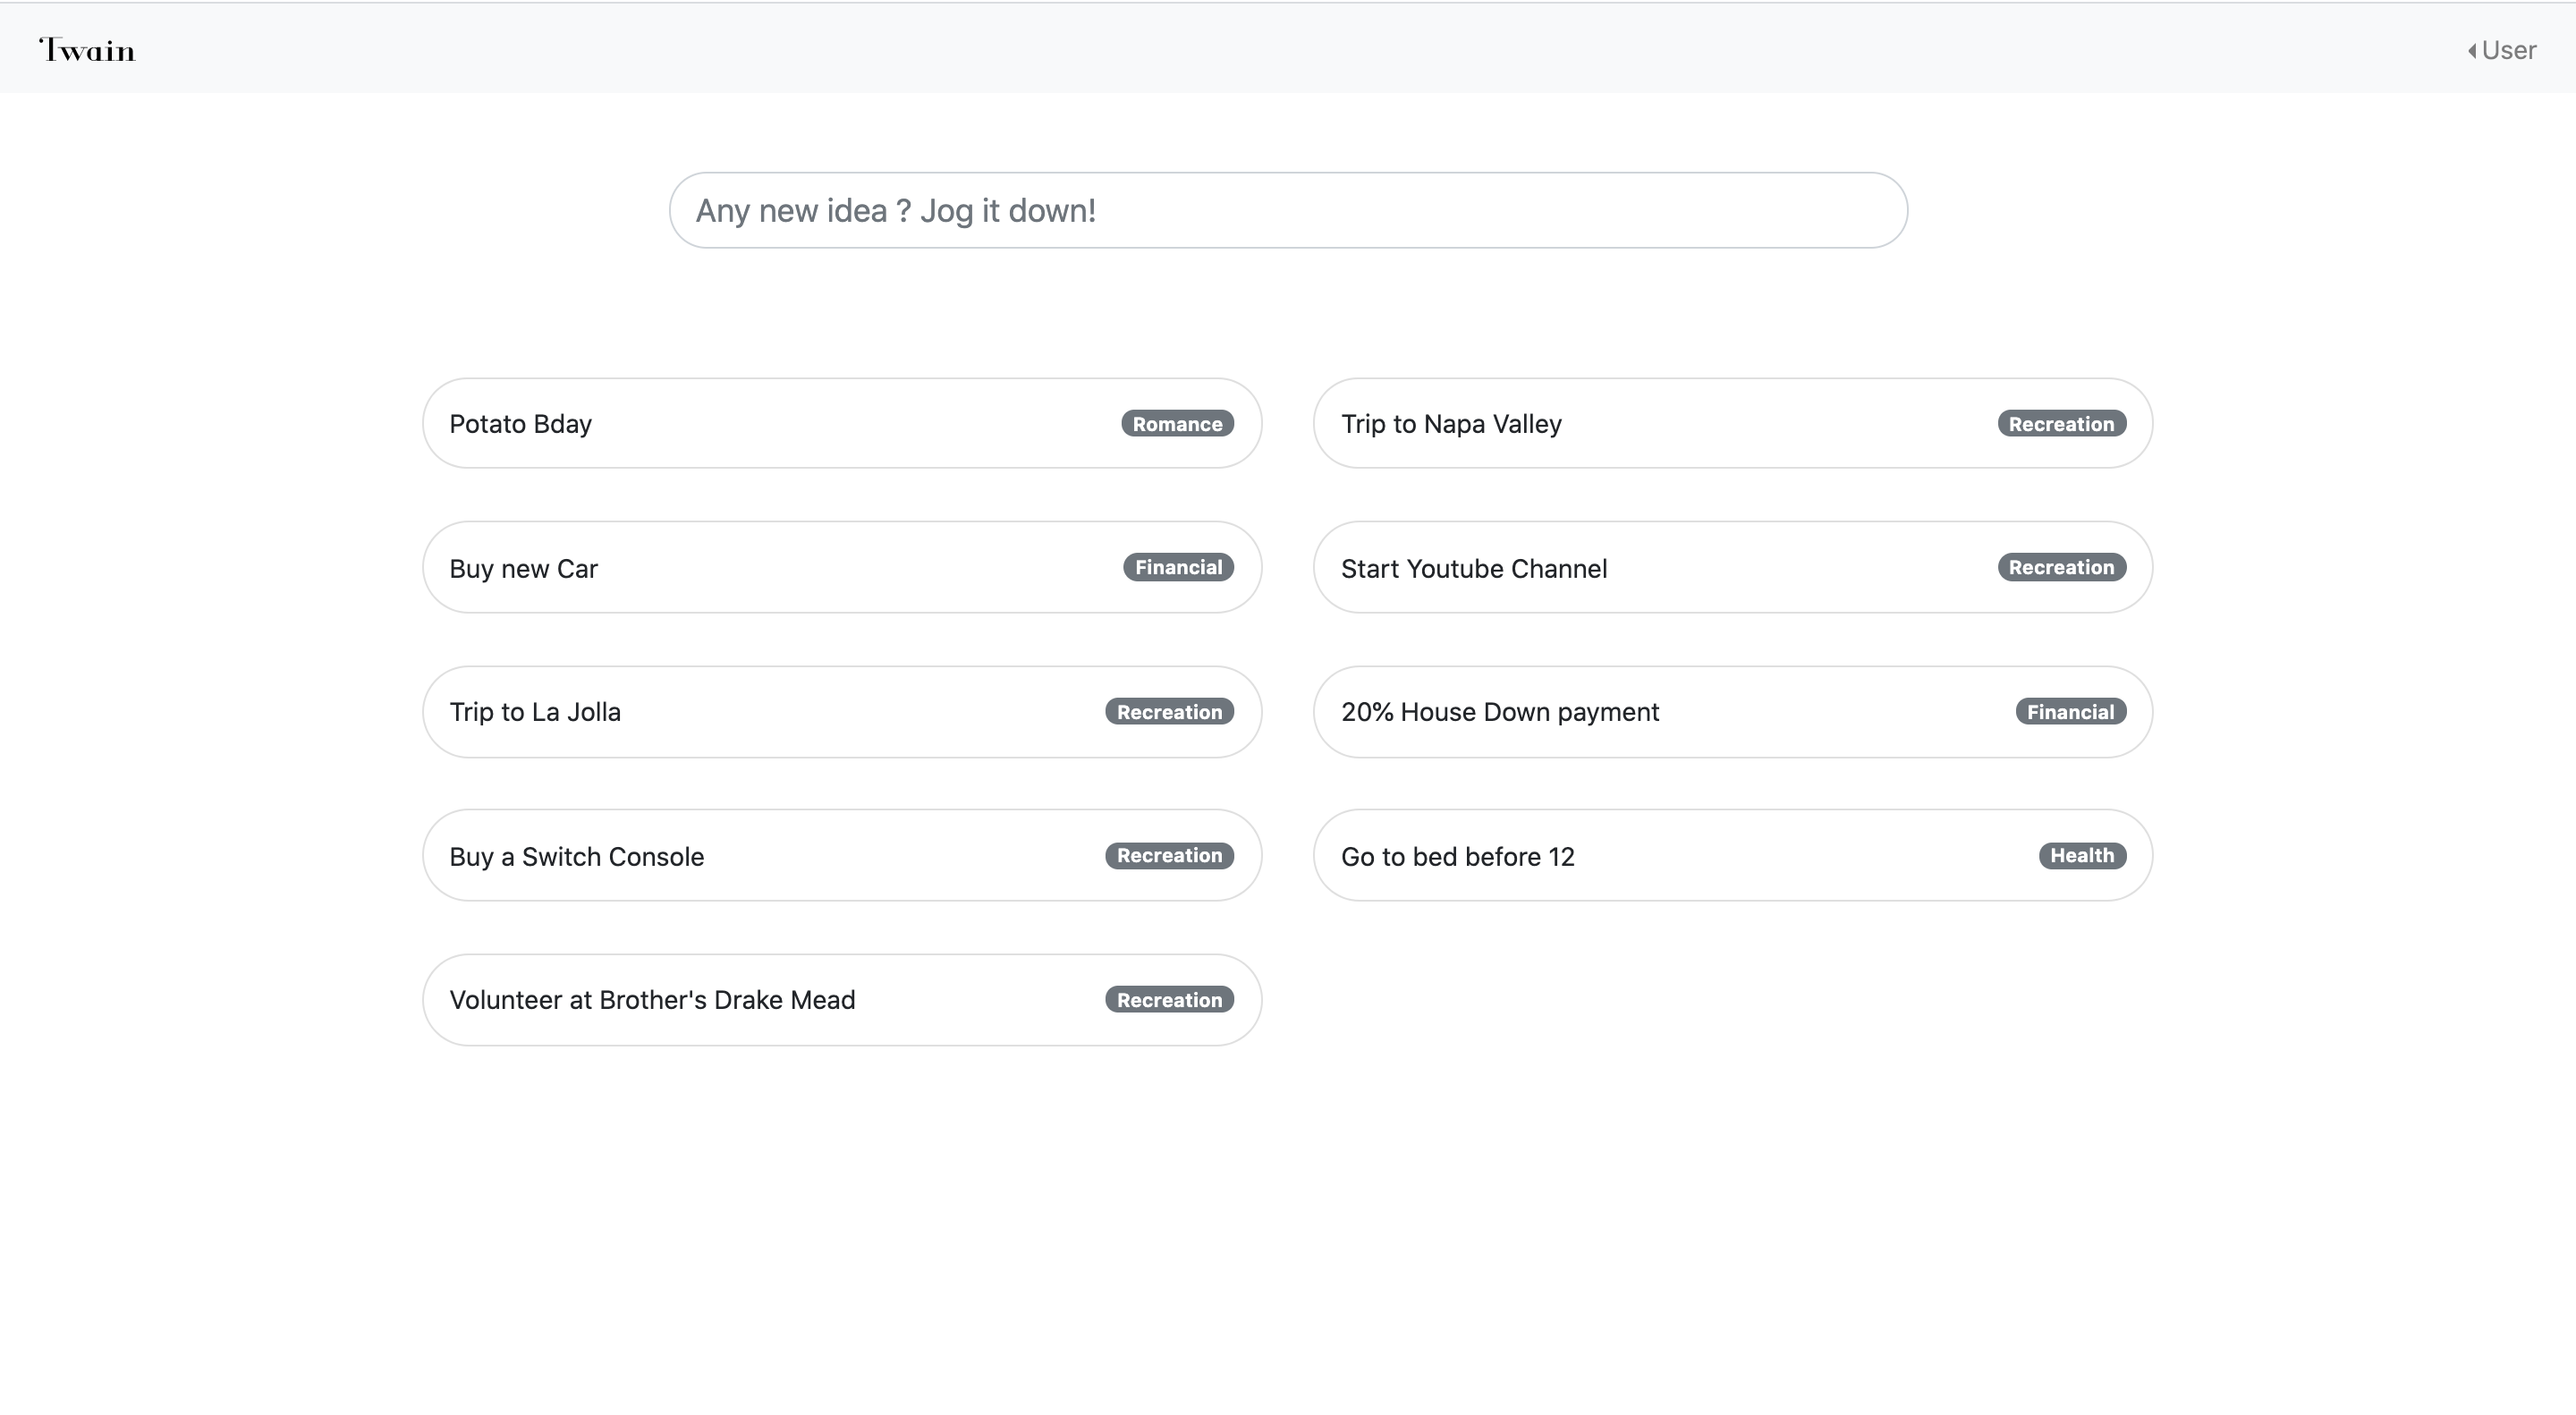 Twain
User
Any new idea ? Jog it down!
Potato Bday Romance
Trip to Napa Valley Recreation
Buy new Car Financial
Start Youtube Channel Recreation
Trip to La Jolla Recreation
20% House Down payment Financial
Buy a Switch Console Recreation
Go to bed before 12 Health
Volunteer at Brother's Drake Mead Recreation